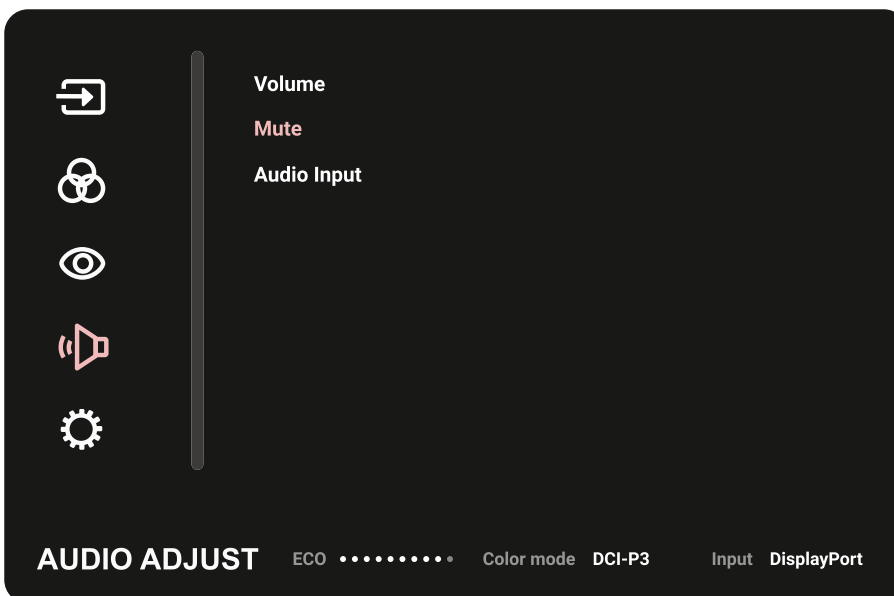 Volume
Mute
Audio Input
AUDIO ADJUST ECO Color mode DCI-P3 Input DisplayPort